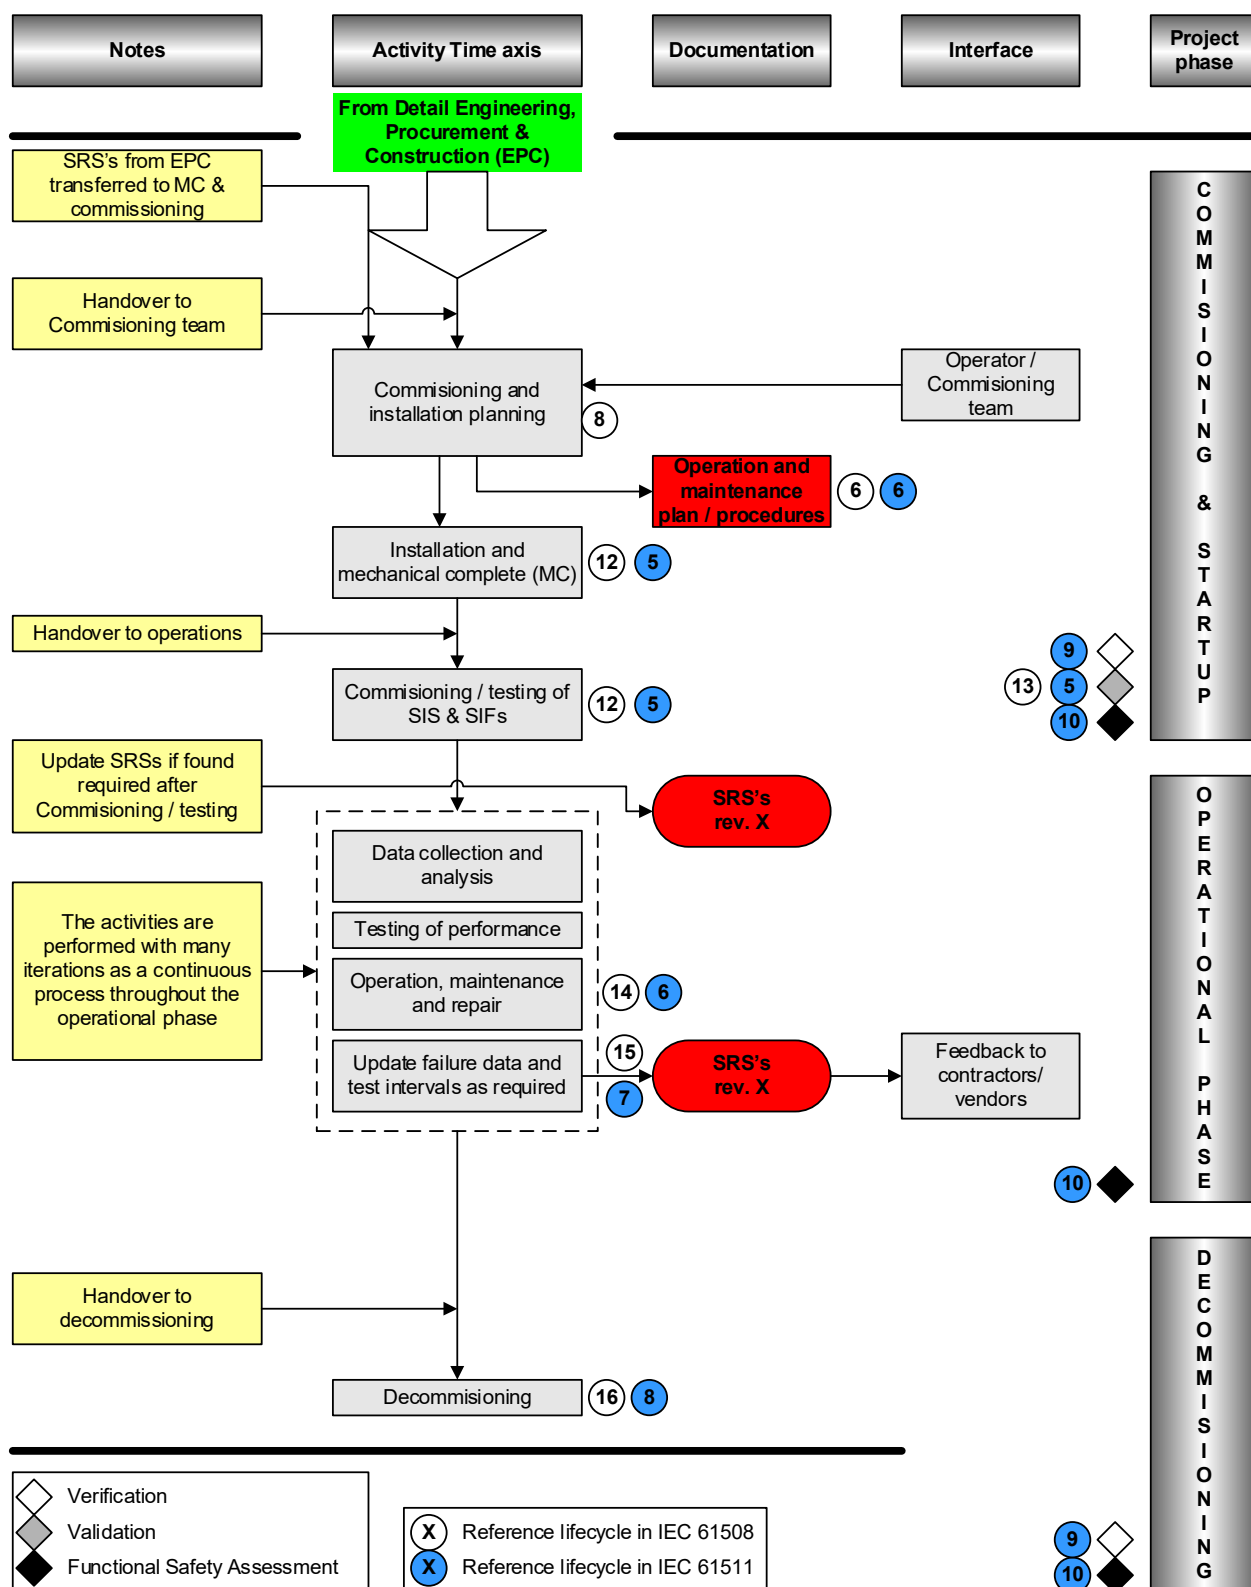 Notes
Activity Time axis
Documentation
Interface
Project
phase
From Detail Engineering,
Procurement &
Construction (EPC)
SRS's from EPC
transferred to MC &
commissoning
Handover to
Commisioning team
Commisioning and
installation planning
8
Operator /
Commisioning
team
Operation and
maintenance
plan / procedures
6
6
Installation and
mechanical complete (MC)
12
5
Handover to operations
Commisioning / testing of
SIS & SIFs
12
5
9
13
5
10
COMMISIONING & STARTUP
Update SRSs if found
required after
Commisioning / testing
SRS's
rev. X
Data collection and
analysis
Testing of performance
The activities are
performed with many
iterations as a continuous
process throughout the
operational phase
Operation, maintenance
and repair
14
6
Update failure data and
test intervals as required
15
7
SRS's
rev. X
Feedback to
contractors/
vendors
10
OPERATIONAL PHASE
Handover to
decommissioning
Decommisioning
16
8
9
10
DECOMMISIONING
Verification
Validation
Functional Safety Assessment
X Reference lifecycle in IEC 61508
X Reference lifecycle in IEC 61511